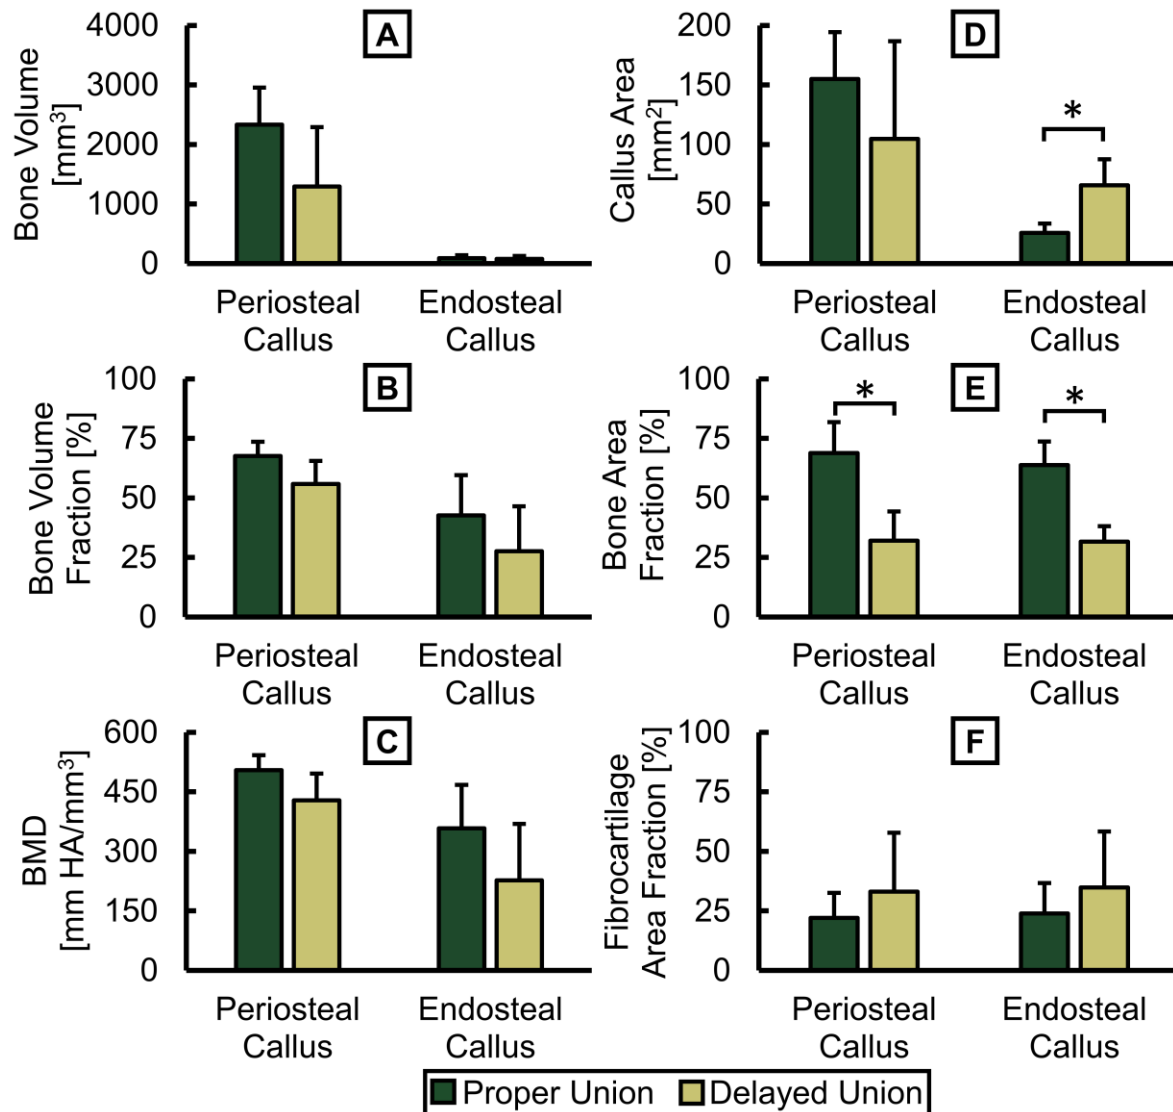 A
Bone Volume
[mm³]
4000
3000
2000
1000
0
Periosteal
Callus
Endosteal
Callus
D
Callus Area
[mm²]
200
150
100
50
0
*
Periosteal
Callus
Endosteal
Callus
B
Bone Volume
Fraction [%]
100
75
50
25
0
Periosteal
Callus
Endosteal
Callus
E
Bone Area
Fraction [%]
100
75
50
25
0
*
*
Periosteal
Callus
Endosteal
Callus
C
BMD
[mm HA/mm³]
600
450
300
150
0
Periosteal
Callus
Endosteal
Callus
F
Fibrocartilage
Area Fraction [%]
100
75
50
25
0
Periosteal
Callus
Endosteal
Callus
Proper Union
Delayed Union